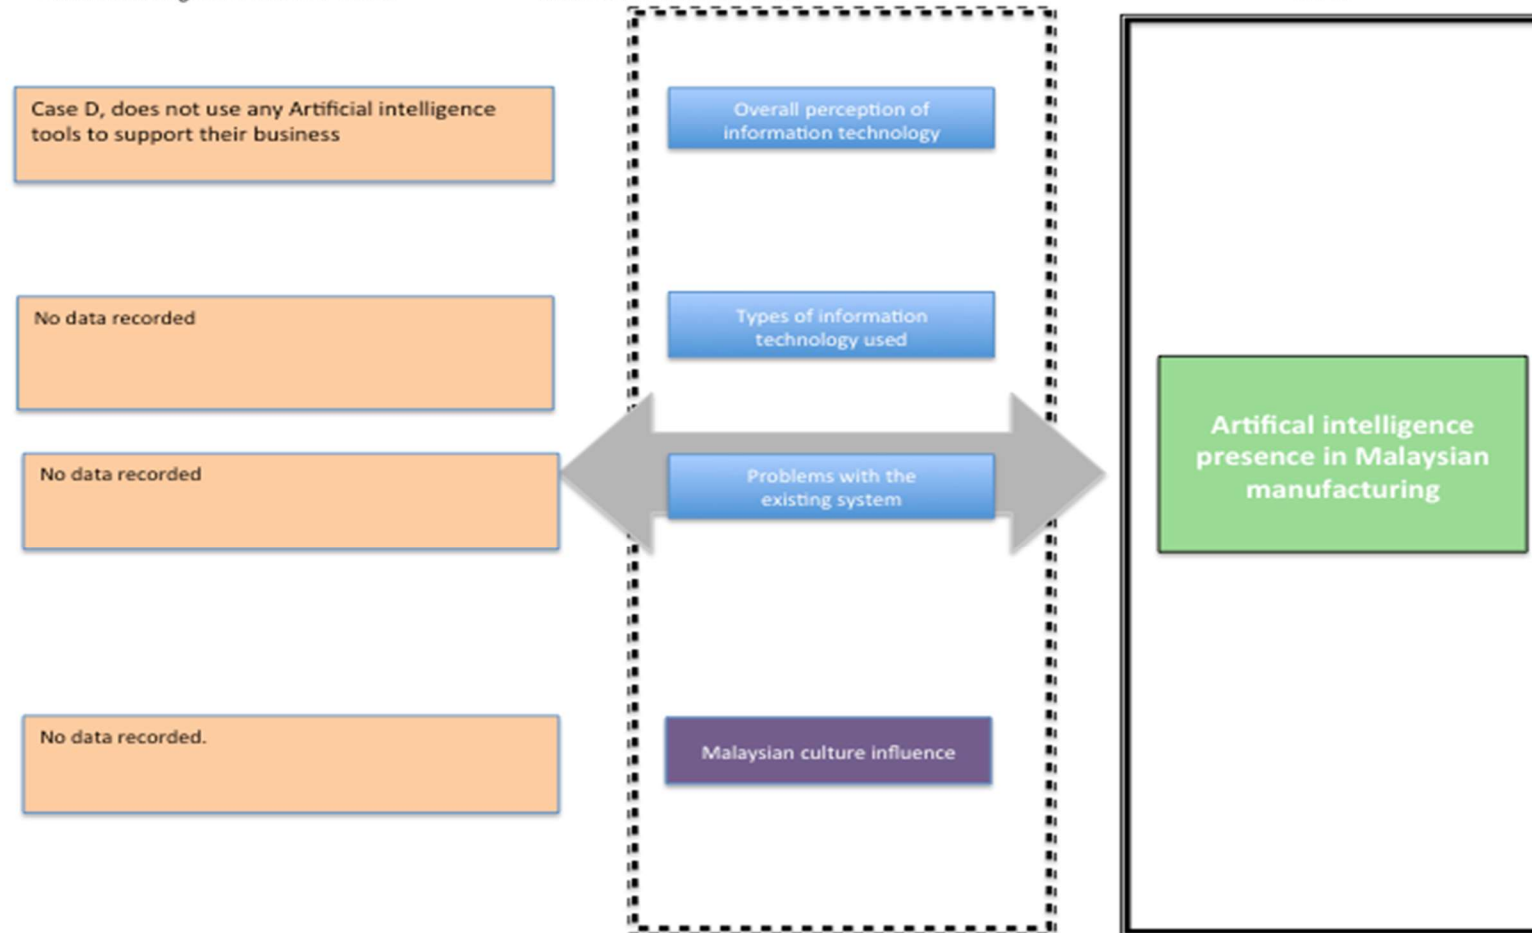 Case D, does not use any Artificial intelligence
tools to support their business
Overall perception of
information technology
No data recorded
Types of information
technology used
Artifical intelligence
presence in Malaysian
manufacturing
No data recorded
Problems with the
existing system
No data recorded.
Malaysian culture influence